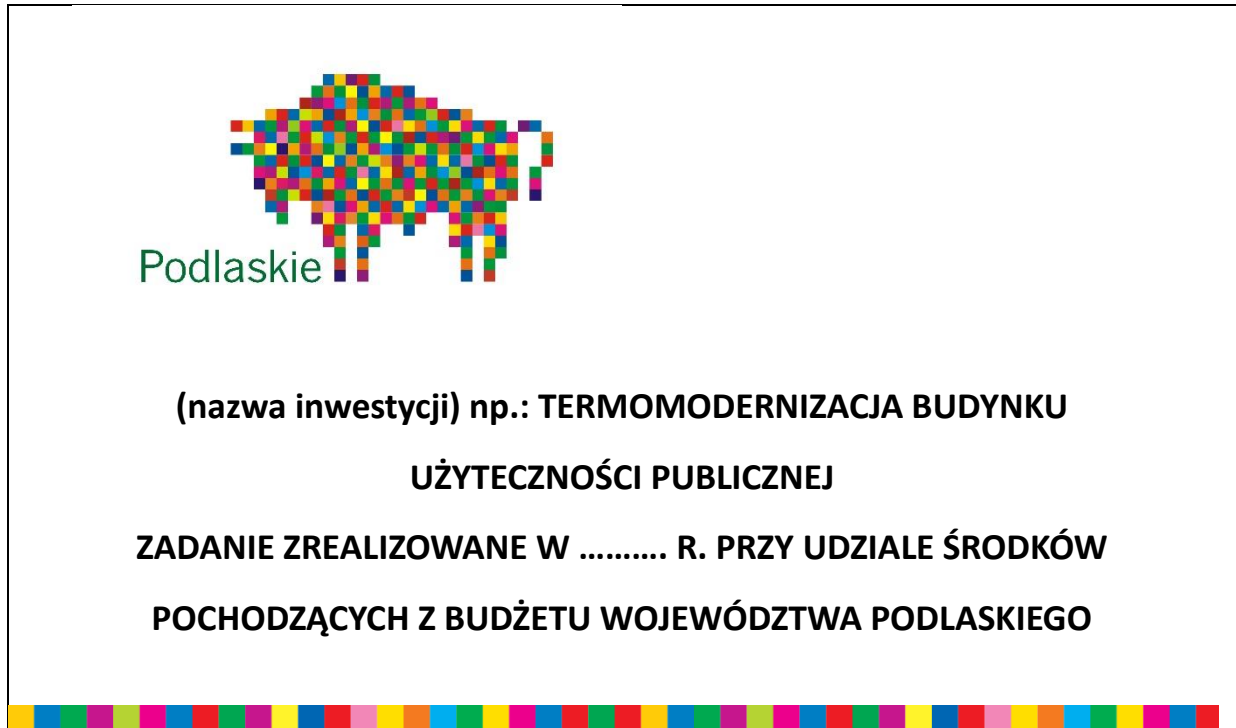 Podlaskie
(nazwa inwestycji) np.: TERMOMODERNIZACJA BUDYNKU
UŻYTECZNOŚCI PUBLICZNEJ
ZADANIE ZREALIZOWANE W .......... R. PRZY UDZIALE ŚRODKÓW
POCHODZĄCYCH Z BUDŻETU WOJEWÓDZTWA PODLASKIEGO